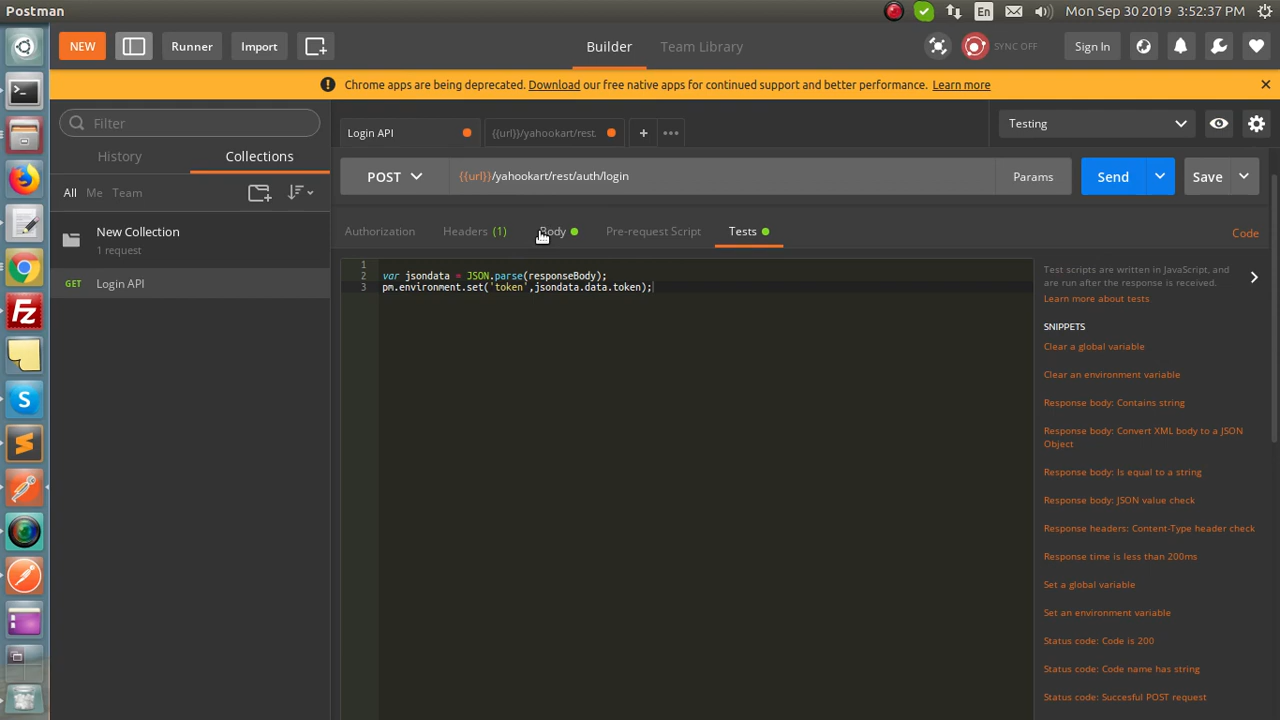 Postman
En
Mon Sep 30 2019 3:52:37 PM
NEW
Runner
Import
Builder
Team Library
SYNC OFF
Sign In
Chrome apps are being deprecated. Download our free native apps for continued support and better performance. Learn more
Filter
History
Collections
All
Me
Team
New Collection
1 request
GET
Login API
Login API
{{url}}/yahookart/rest.
Testing
POST
{{url}}/yahookart/rest/auth/login
Params
Send
Save
Authorization
Headers (1)
Body
Pre-request Script
Tests
Code
1
2 var jsondata = JSON.parse(responseBody);
3 pm.environment.set('token',jsondata.data.token);
Test scripts are written in JavaScript, and
are run after the response is received.
Learn more about tests
SNIPPETS
Clear a global variable
Clear an environment variable
Response body: Contains string
Response body: Convert XML body to a JSON
Object
Response body: Is equal to a string
Response body: JSON value check
Response headers: Content-Type header check
Response time is less than 200ms
Set a global variable
Set an environment variable
Status code: Code is 200
Status code: Code name has string
Status code: Succesful POST request